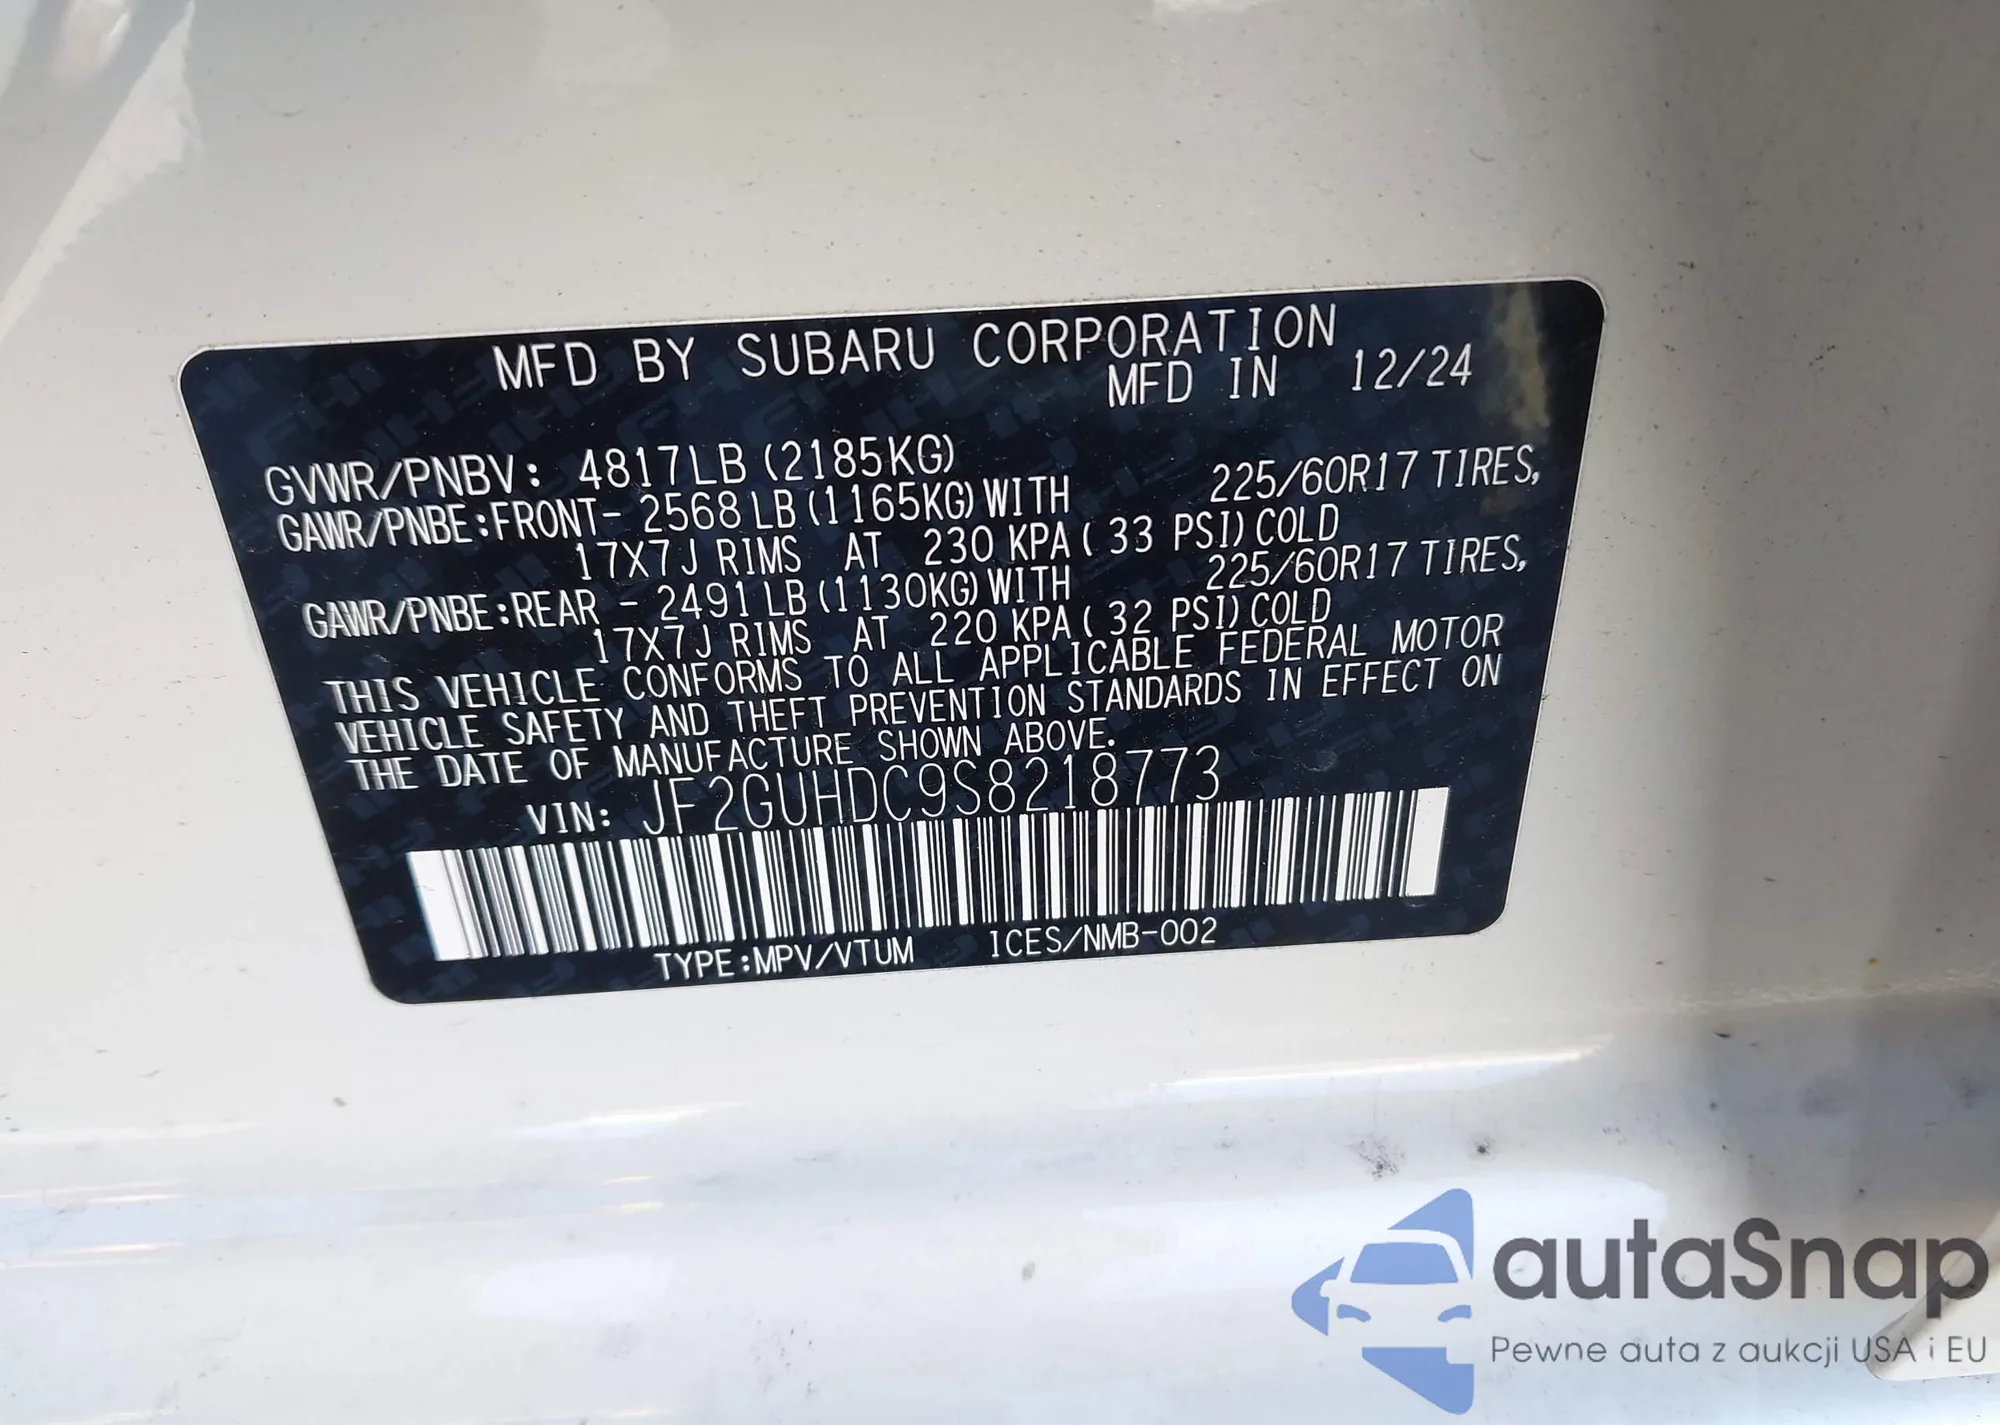 MFD BY SUBARU CORPORATION
MFD IN 12/24
GVWR/PNBV: 4817LB(2185KG)
GAWR/PNBE:FRONT- 2568LB(1165KG)WITH 225/60R17 TIRES,
17X7J RIMS AT 230 KPA( 33 PSI)COLD
GAWR/PNBE:REAR - 2491LB(1130KG)WITH 225/60R17 TIRES,
17X7J RIMS AT 220 KPA( 32 PSI)COLD
THIS VEHICLE CONFORMS TO ALL APPLICABLE FEDERAL MOTOR
VEHICLE SAFETY AND THEFT PREVENTION STANDARDS IN EFFECT ON
THE DATE OF MANUFACTURE SHOWN ABOVE.
VIN: JF2GUHDC9S8218773
TYPE:MPV/VTUM ICES/NMB-002
autaSnap
Pewne auta z aukcji USA i EU